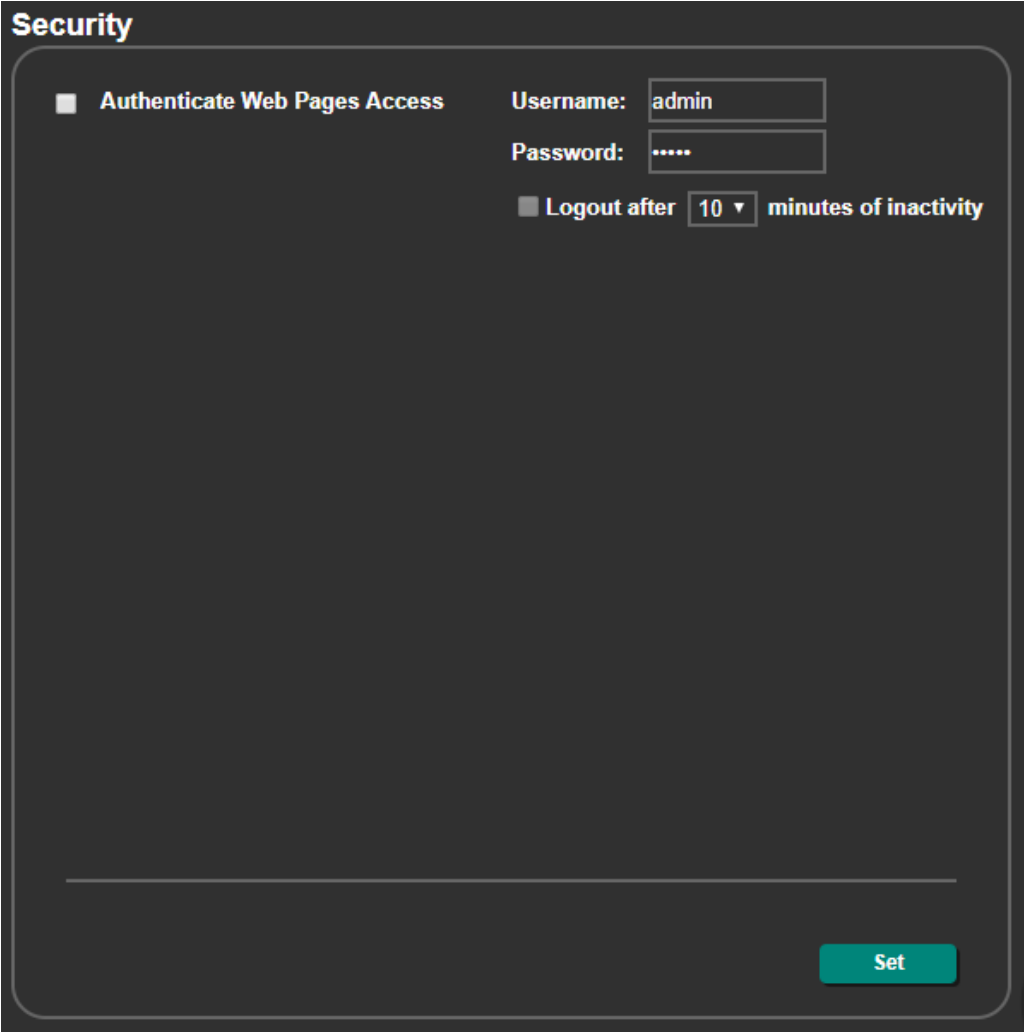 Security
Authenticate Web Pages Access
Username: admin
Password: •••••
Logout after 10 ▼ minutes of inactivity
Set